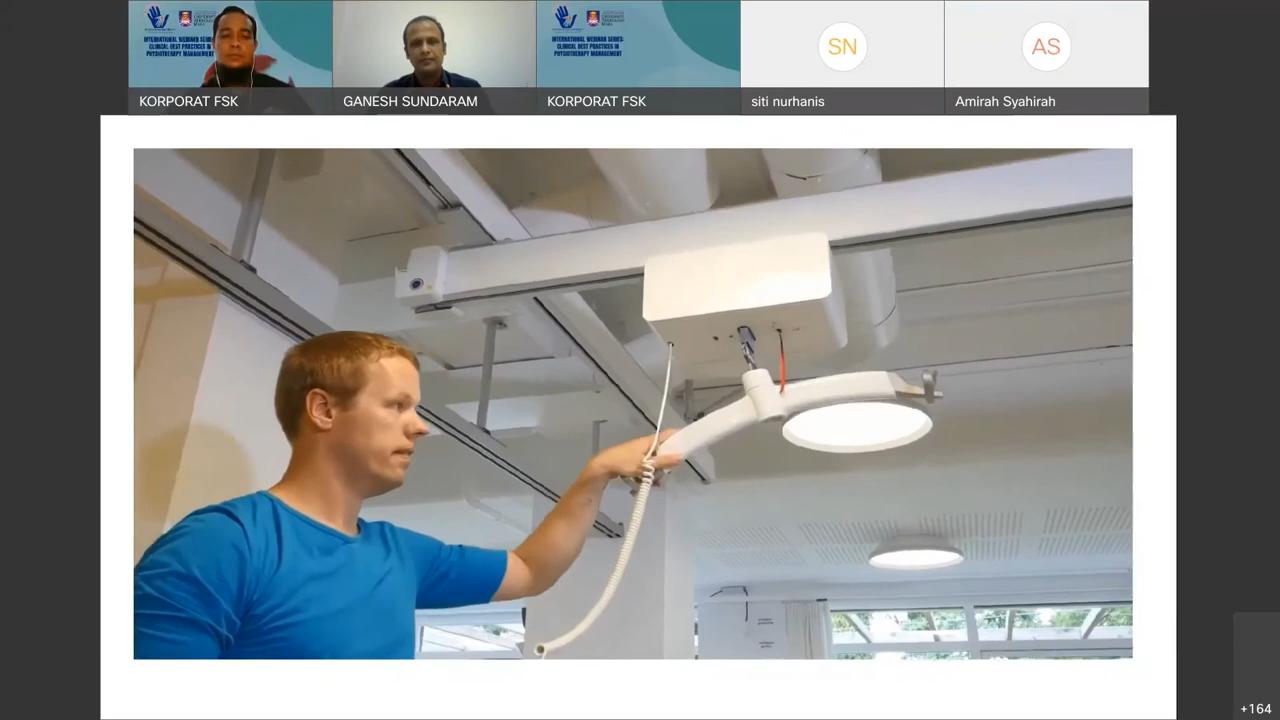 INTERNATIONAL WEBINAR SERIES:
CLINICAL BEST PRACTICES IN
PHYSIOTHERAPY MANAGEMENT
INTERNATIONAL WEBINAR SERIES:
CLINICAL BEST PRACTICES IN
PHYSIOTHERAPY MANAGEMENT
SN
AS
KORPORAT FSK
GANESH SUNDARAM
KORPORAT FSK
siti nurhanis
Amirah Syahirah
+164